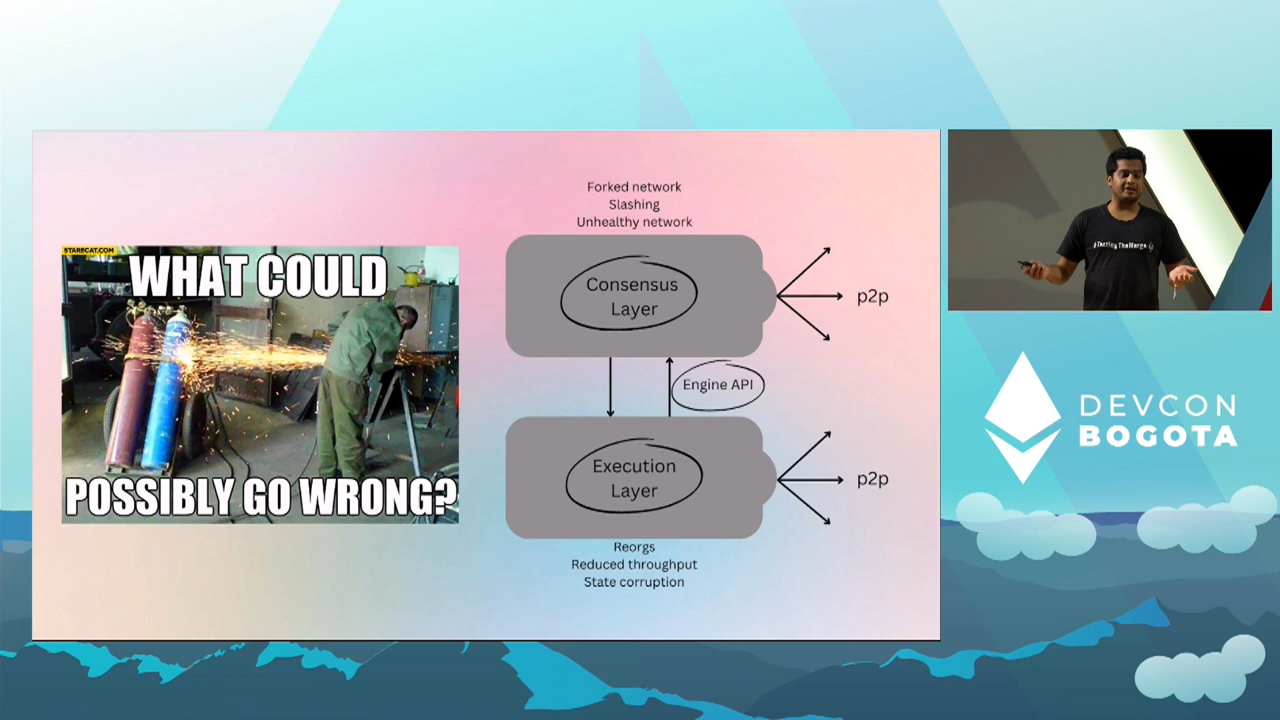 STARECAT.COM
WHAT COULD
POSSIBLY GO WRONG?
Forked network
Slashing
Unhealthy network
Consensus
Layer
p2p
Engine API
Execution
Layer
p2p
Reorgs
Reduced throughput
State corruption
#TestingTheMerge
DEVCON
BOGOTA